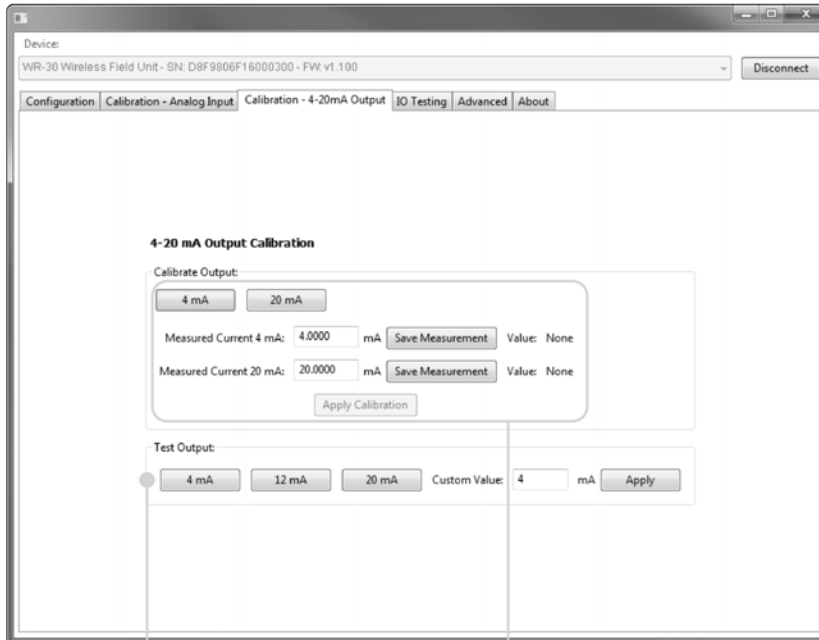 Device:
WR-30 Wireless Field Unit - SN: D8F9806F16000300 - FW: v1.100
Disconnect
Configuration Calibration - Analog Input Calibration - 4-20mA Output IO Testing Advanced About
4-20 mA Output Calibration
Calibrate Output:
4 mA 20 mA
Measured Current 4 mA: 4.0000 mA Save Measurement Value: None
Measured Current 20 mA: 20.0000 mA Save Measurement Value: None
Apply Calibration
Test Output:
4 mA 12 mA 20 mA Custom Value: 4 mA Apply